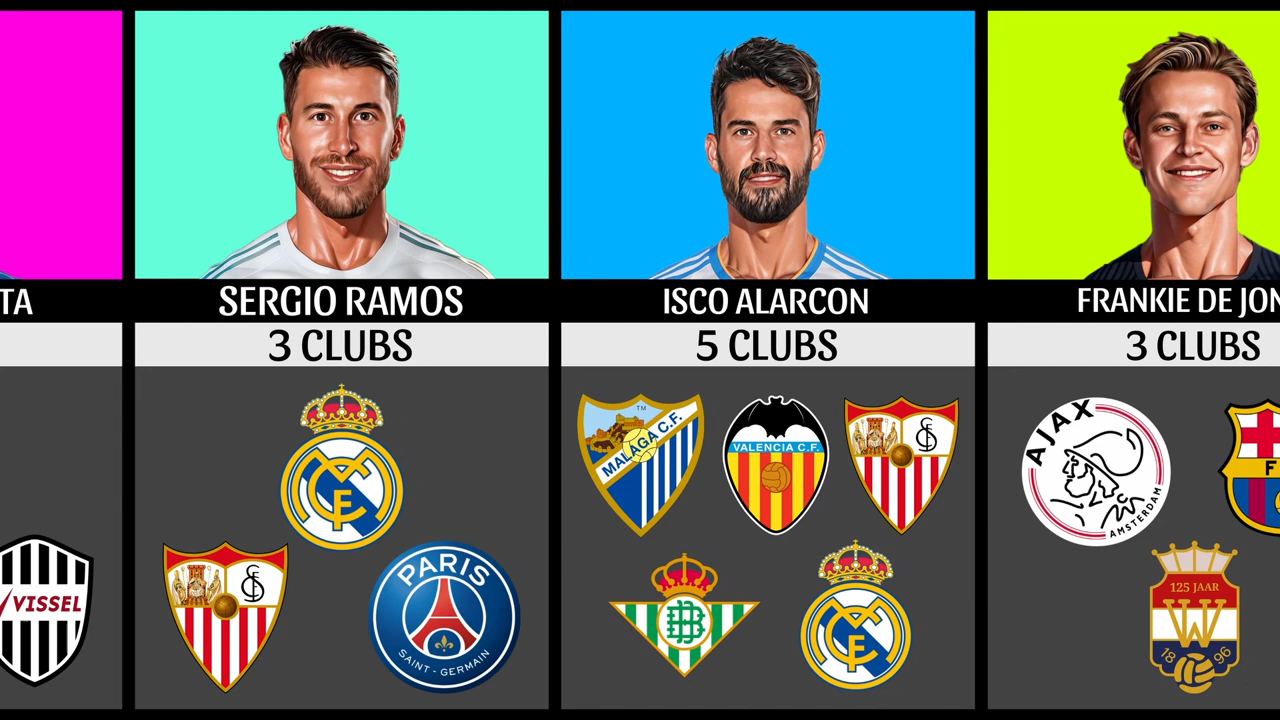 TA
VISSEL
SERGIO RAMOS
3 CLUBS
PARIS
SAINT-GERMAIN
ISCO ALARCON
5 CLUBS
TM
MALAGA C.F.
VALENCIA C.F.
FRANKIE DE JON
3 CLUBS
AJAX
AMSTERDAM
F
125 JAAR
W
18 96